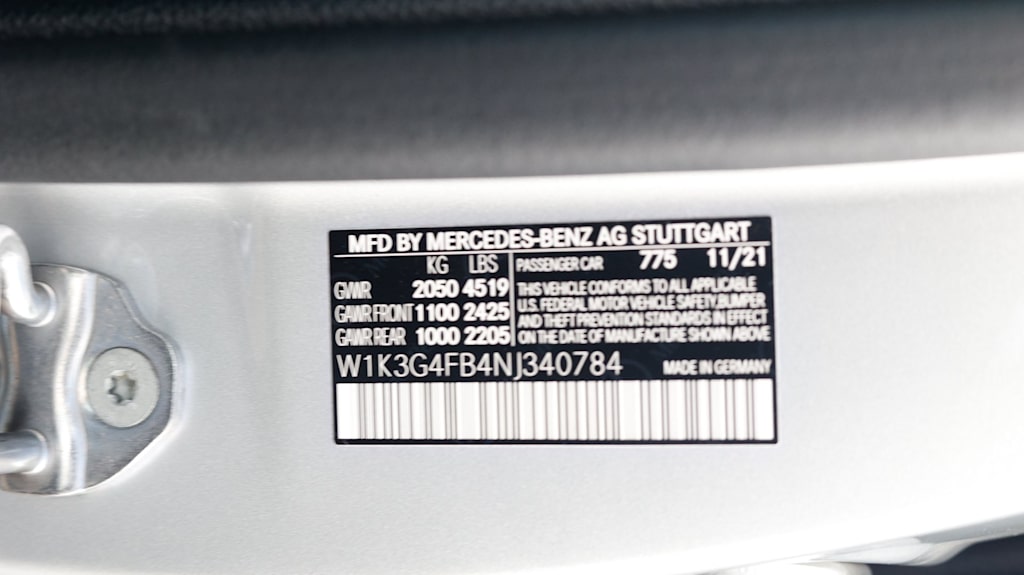 MFD BY MERCEDES-BENZ AG STUTTGART
KG LBS
GVWR 2050 4519
GAWR FRONT 1100 2425
GAWR REAR 1000 2205
PASSENGER CAR 775 11/21
THIS VEHICLE CONFORMS TO ALL APPLICABLE
U.S. FEDERAL MOTOR VEHICLE SAFETY,BUMPER
AND THEFT PREVENTION STANDARDS IN EFFECT
ON THE DATE OF MANUFACTURE SHOWN ABOVE
W1K3G4FB4NJ340784
MADE IN GERMANY